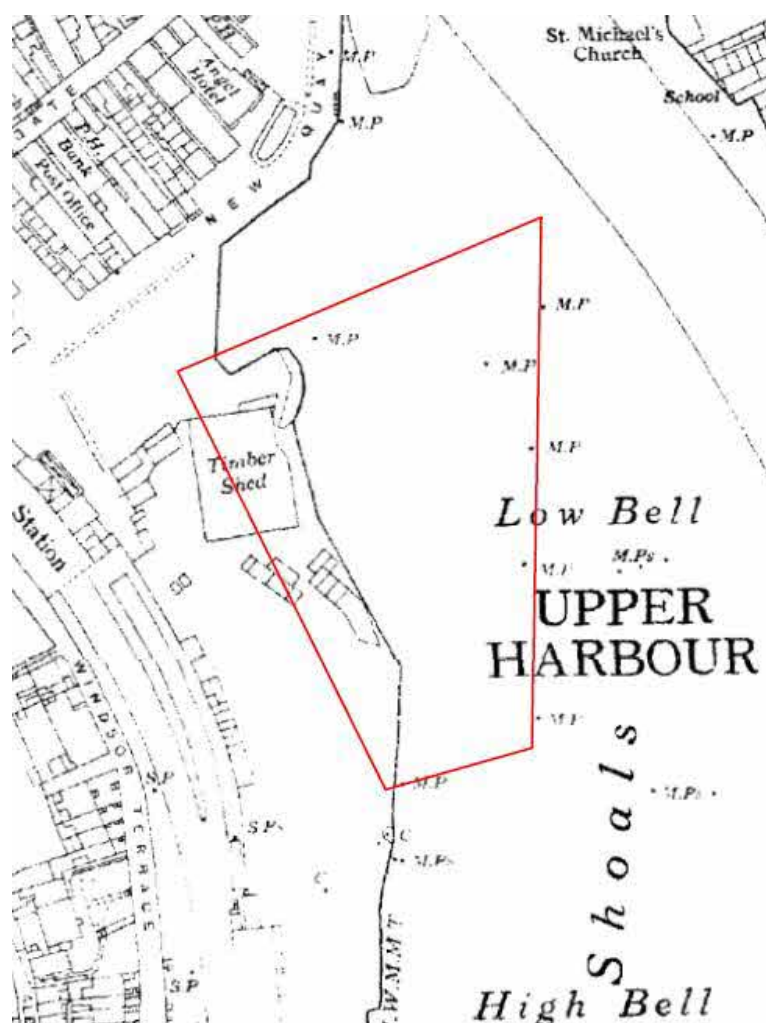 St. Michael's
Church
School
M.P
Angel
Hotel
M.P
M.P
QUAY
NEW
P.H.
Bank
Post Office
M.P
M.P
M.P
M.P
Timber
Shed
Low Bell
Station
M.Ps
M.P
UPPER
HARBOUR
WINDSOR TERRACE
M.P
Shoals
S.P
M.P
M.Ps
S.Ps
C
C
M.Ps
S.P
W.M.M.T
High Bell